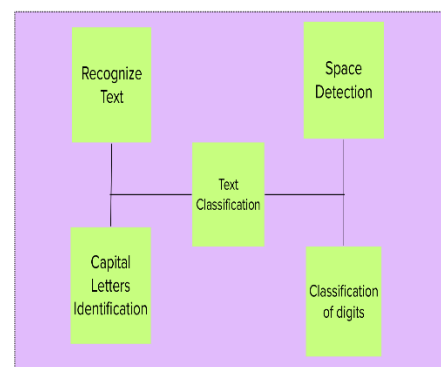 Recognize
Text
Space
Detection
Text
Classification
Capital
Letters
Identification
Classification
of digits